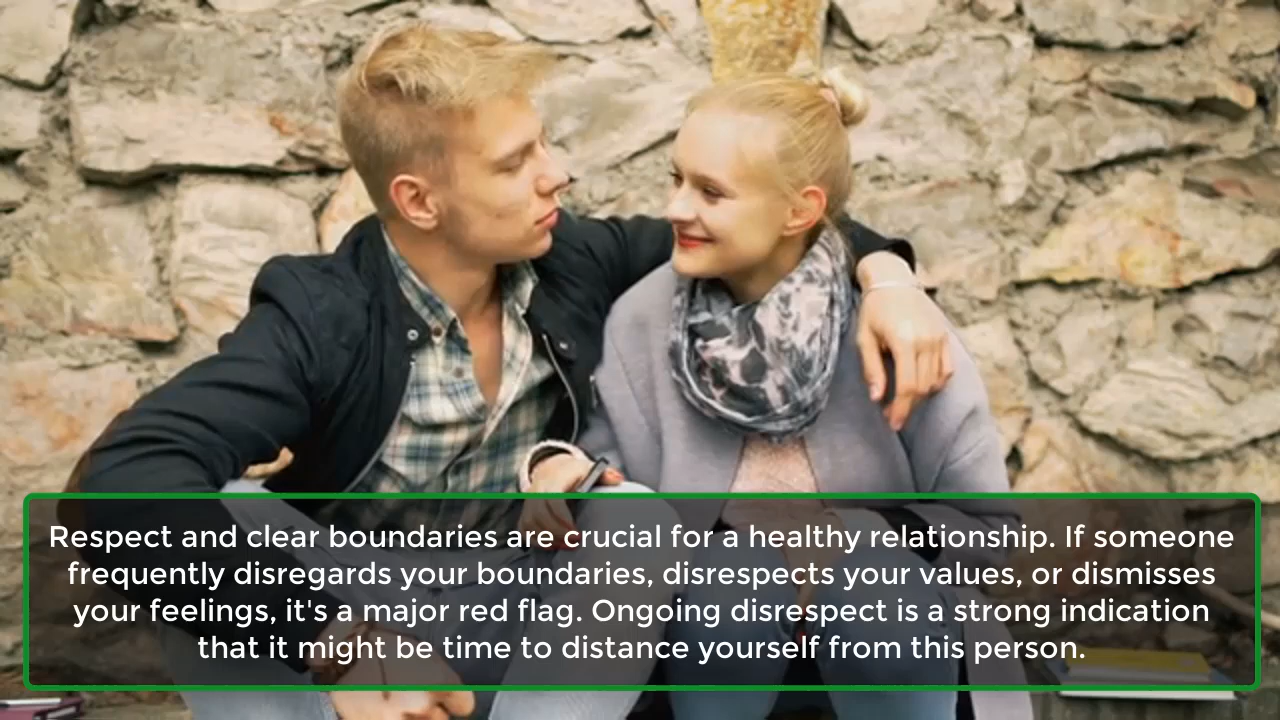 Respect and clear boundaries are crucial for a healthy relationship. If someone
frequently disregards your boundaries, disrespects your values, or dismisses
your feelings, it's a major red flag. Ongoing disrespect is a strong indication
that it might be time to distance yourself from this person.